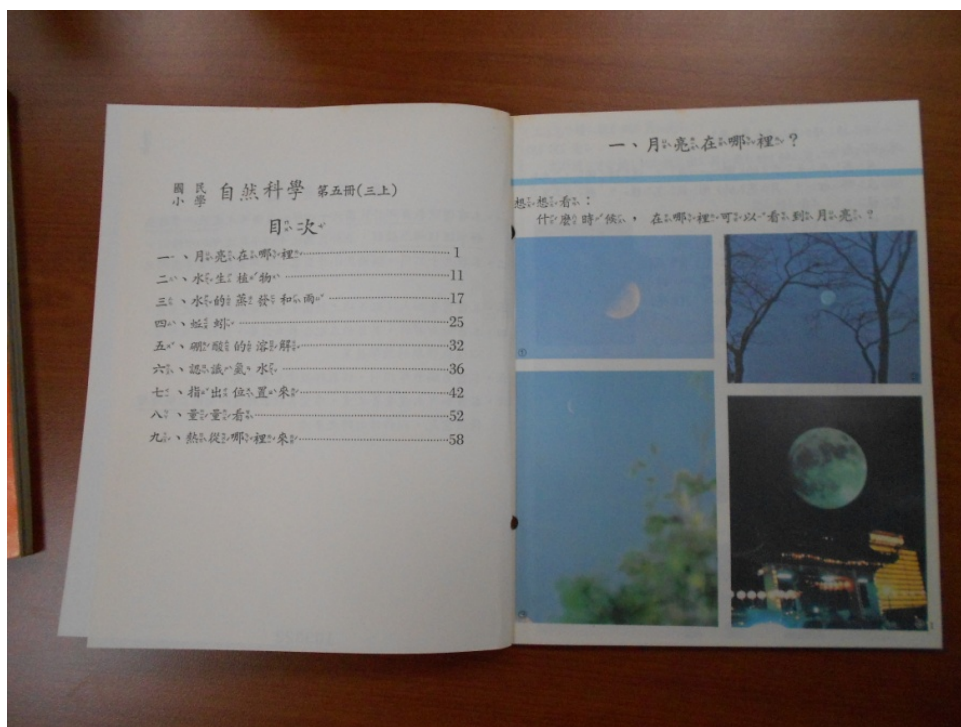 國民小學 自然科學 第五冊(三上)
目次
一、月亮在哪裡 1
二、水生植物 11
三、水的蒸發和雨 17
四、蚯蚓 25
五、硼酸的溶解 32
六、認識氣水 36
七、指出位置來 42
八、量量看 52
九、熱從哪裡來 58
一、月亮在哪裡?
想想看:
什麼時候,在哪裡可以看到月亮?
①
1